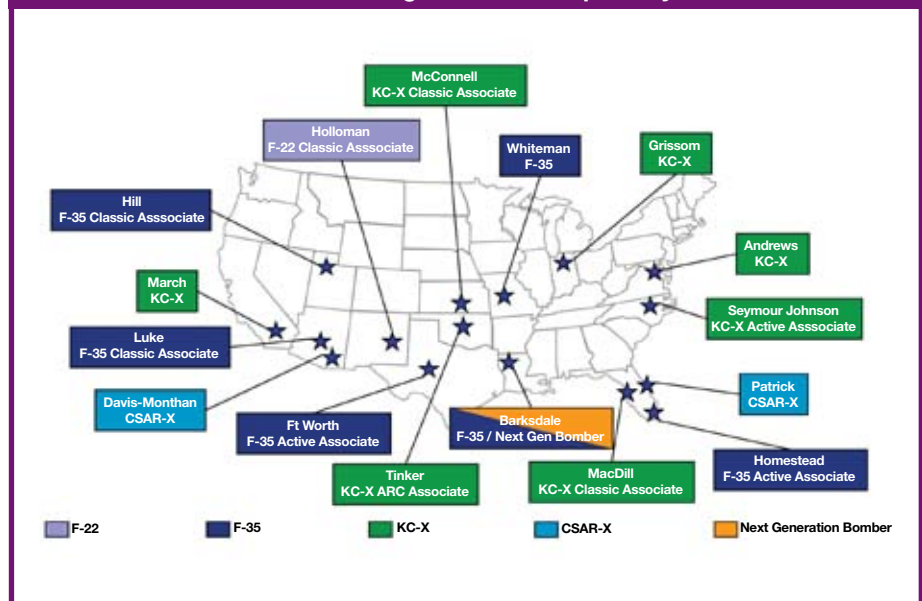 McConnell
KC-X Classic Associate
Holloman
F-22 Classic Asssociate
Whiteman
F-35
Grissom
KC-X
Hill
F-35 Classic Asssociate
Andrews
KC-X
March
KC-X
Seymour Johnson
KC-X Active Asssociate
Luke
F-35 Classic Associate
Patrick
CSAR-X
Davis-Monthan
CSAR-X
Ft Worth
F-35 Active Associate
Barksdale
F-35 / Next Gen Bomber
Homestead
F-35 Active Associate
Tinker
KC-X ARC Associate
MacDill
KC-X Classic Associate
F-22
F-35
KC-X
CSAR-X
Next Generation Bomber